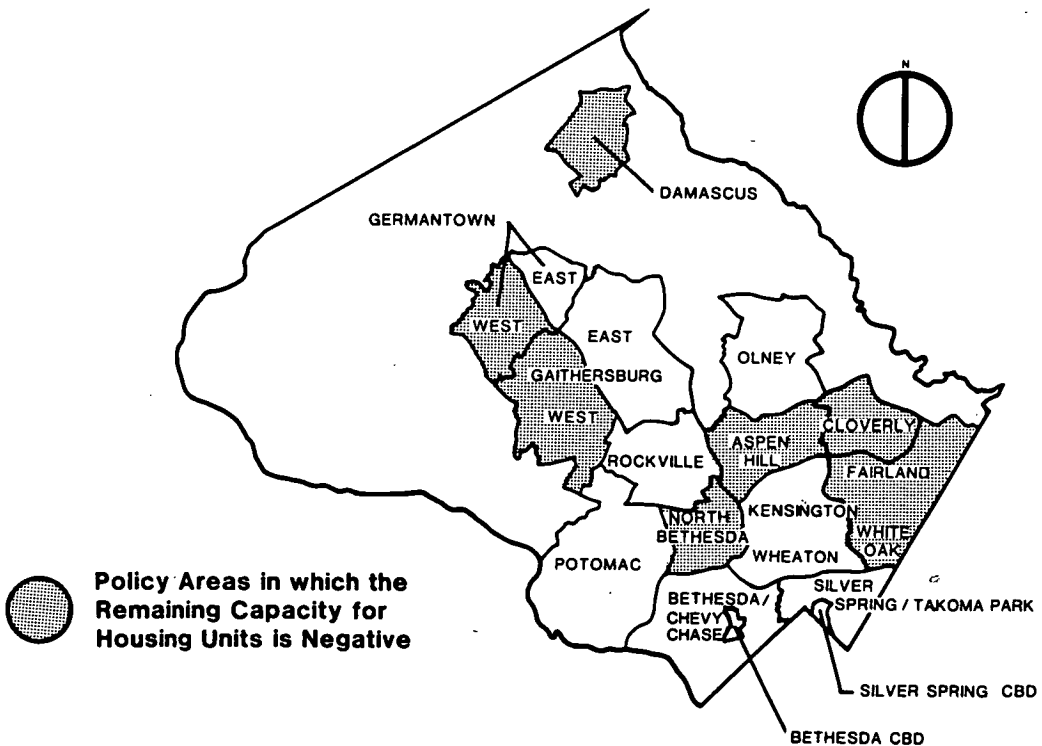 N
DAMASCUS
GERMANTOWN
EAST
WEST
EAST
OLNEY
GAITHERSBURG
WEST
CLOVERLY
ASPEN
HILL
ROCKVILLE
FAIRLAND
KENSINGTON
NORTH
BETHESDA
WHITE
OAK
WHEATON
POTOMAC
SILVER
SPRING / TAKOMA PARK
BETHESDA/
CHEVY
CHASE
Policy Areas in which the
Remaining Capacity for
Housing Units is Negative
SILVER SPRING CBD
BETHESDA CBD